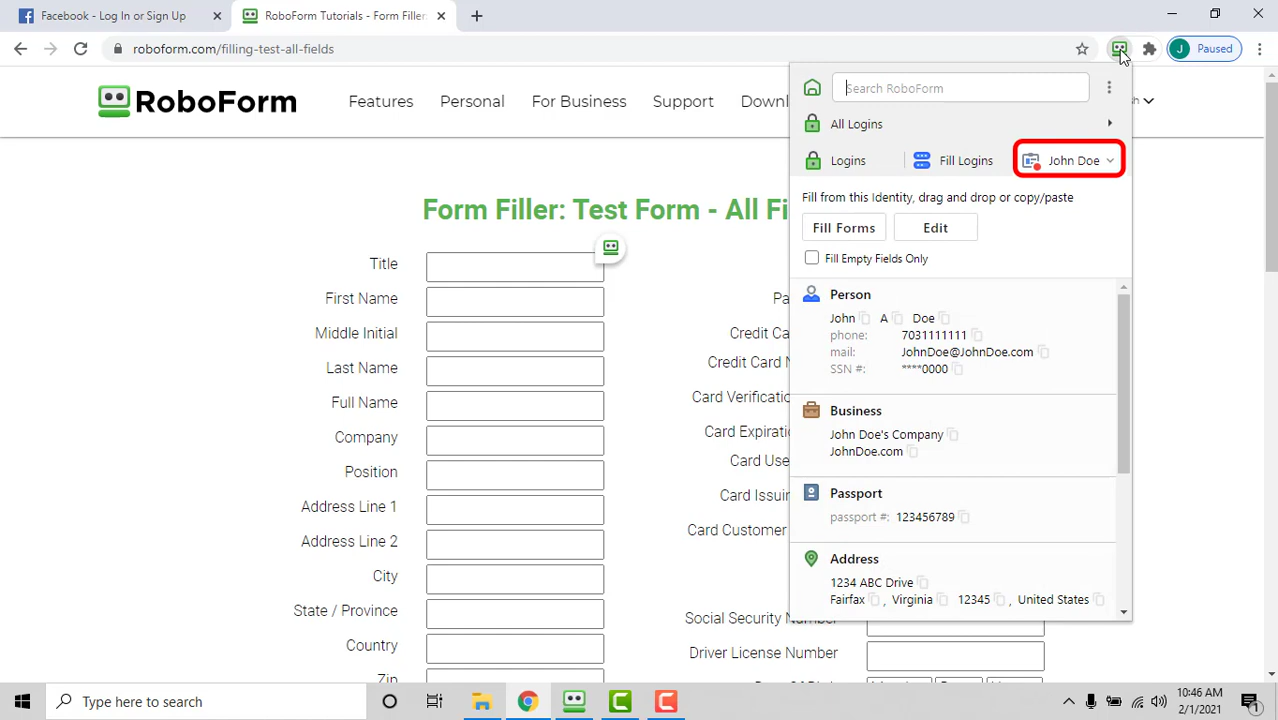 Facebook - Log In or Sign Up
RoboForm Tutorials - Form Filler:
roboform.com/filling-test-all-fields
J Paused
RoboForm
Features Personal For Business Support
Search RoboForm
All Logins
Logins Fill Logins John Doe
Fill from this Identity, drag and drop or copy/paste
Fill Forms Edit
Fill Empty Fields Only
Person
John A Doe
phone: 7031111111
mail: JohnDoe@JohnDoe.com
SSN #: ****0000
Business
John Doe's Company
JohnDoe.com
Passport
passport #: 123456789
Address
1234 ABC Drive
Fairfax , Virginia 12345 , United States
Form Filler: Test Form - All
Title
First Name
Middle Initial
Last Name
Full Name
Company
Position
Address Line 1
Address Line 2
City
State / Province
Country
Credit
Credit Card
Card
Card
Card
Card
Card Customer
Social Security Number
Driver License Number
Type here to search
10:46 AM
2/1/2021
1